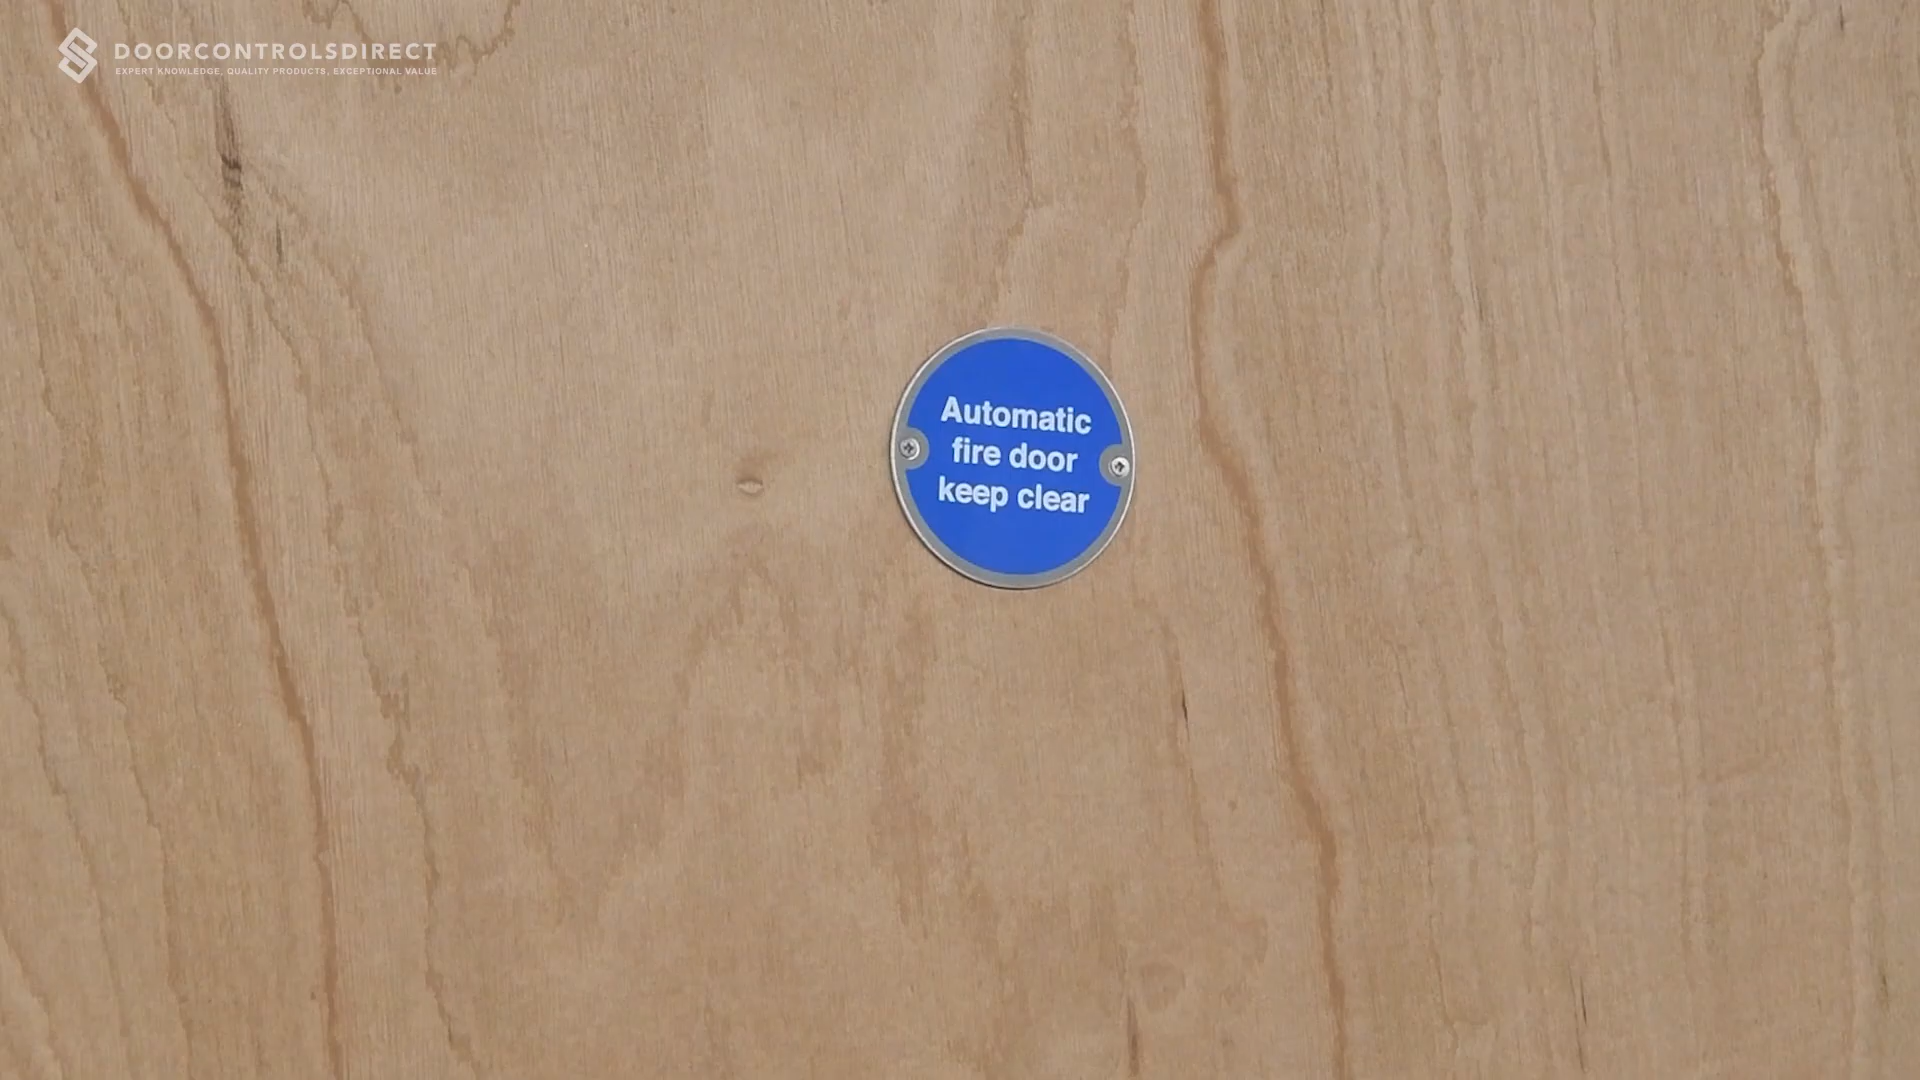 DOORCONTROLSDIRECT
EXPERT KNOWLEDGE, QUALITY PRODUCTS, EXCEPTIONAL VALUE
Automatic
fire door
keep clear